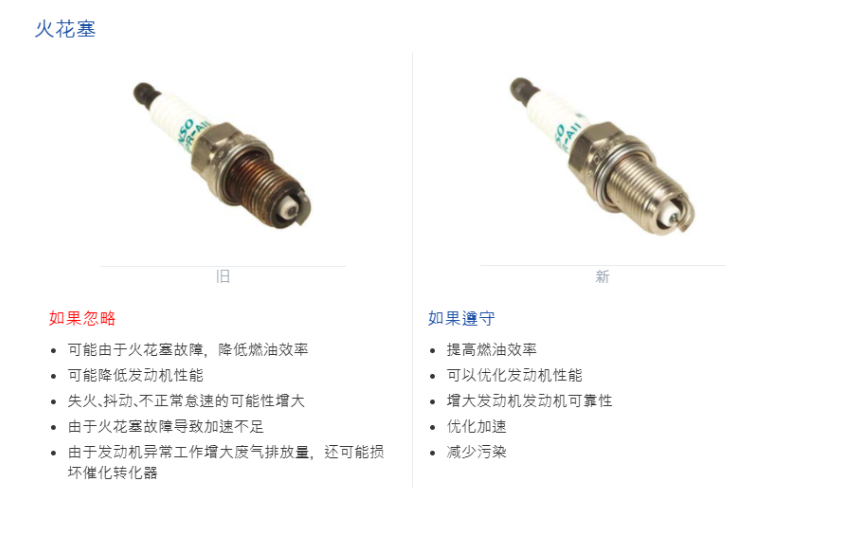 火花塞
NSO
PR-A11
SO
R-A11
旧
新
如果忽略
可能由于火花塞故障，降低燃油效率
可能降低发动机性能
失火、抖动、不正常怠速的可能性增大
由于火花塞故障导致加速不足
由于发动机异常工作增大废气排放量，还可能损
坏催化转化器
如果遵守
提高燃油效率
可以优化发动机性能
增大发动机发动机可靠性
优化加速
减少污染